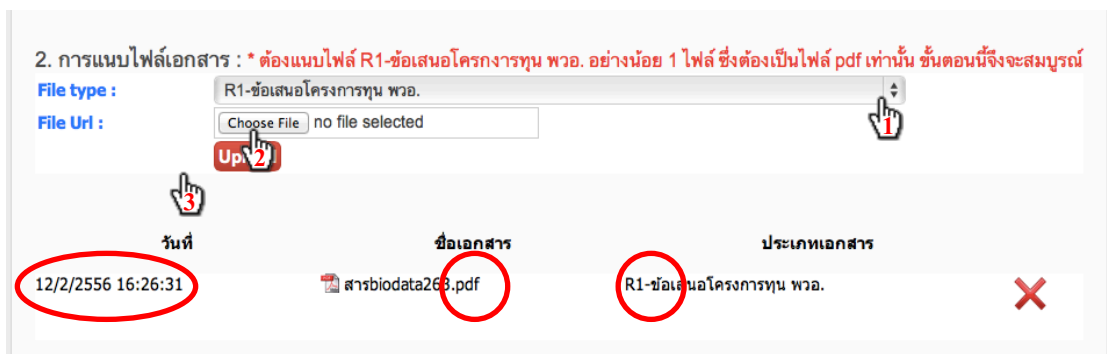 2. การแนบไฟล์เอกสาร : * ต้องแนบไฟล์ R1-ข้อเสนอโครกงารทุน พวอ. อย่างน้อย 1 ไฟล์ ซึ่งต้องเป็นไฟล์ pdf เท่านั้น ขั้นตอนนี้จึงจะสมบูรณ์
File type : R1-ข้อเสนอโครงการทุน พวอ.
1
File Url : Choose File no file selected
2
3
วันที่ ชื่อเอกสาร ประเภทเอกสาร
12/2/2556 16:26:31 สารbiodata263.pdf R1-ข้อเสนอโครงการทุน พวอ.